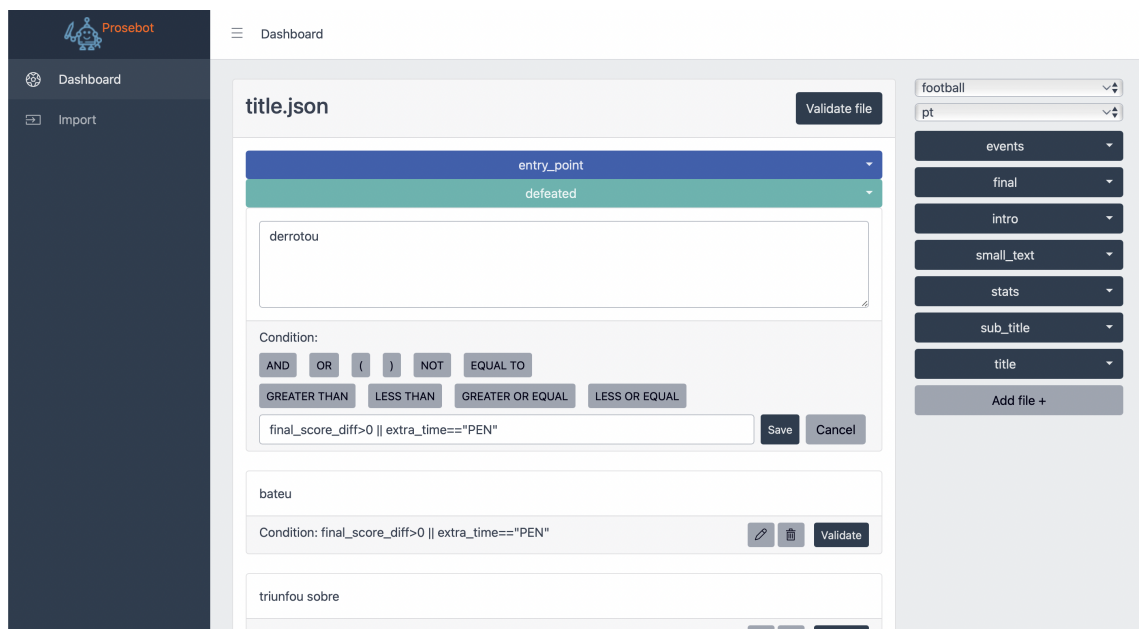 Prosebot
Dashboard
Dashboard
Import
title.json
Validate file
entry_point
defeated
derrotou
Condition:
AND OR ( ) NOT EQUAL TO
GREATER THAN LESS THAN GREATER OR EQUAL LESS OR EQUAL
final_score_diff>0 || extra_time=="PEN" Save Cancel
bateu
Condition: final_score_diff>0 || extra_time=="PEN" Validate
triunfou sobre
football
pt
events
final
intro
small_text
stats
sub_title
title
Add file +